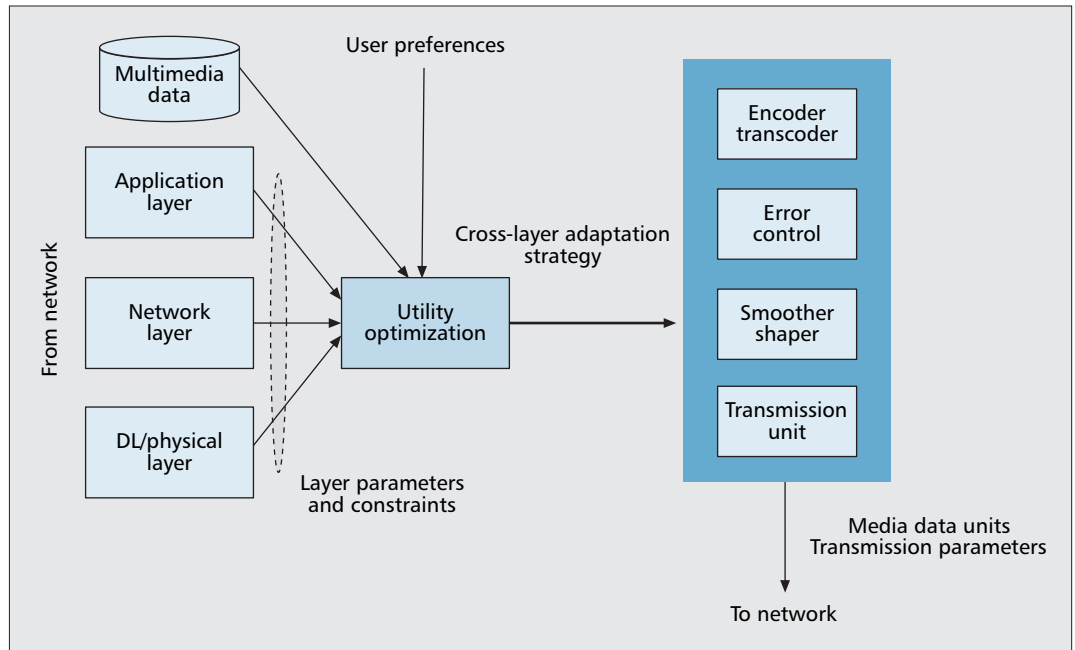 Multimedia
data
User preferences
Application
layer
Network
layer
DL/physical
layer
From network
Layer parameters
and constraints
Utility
optimization
Cross-layer adaptation
strategy
Encoder
transcoder
Error
control
Smoother
shaper
Transmission
unit
Media data units
Transmission parameters
To network